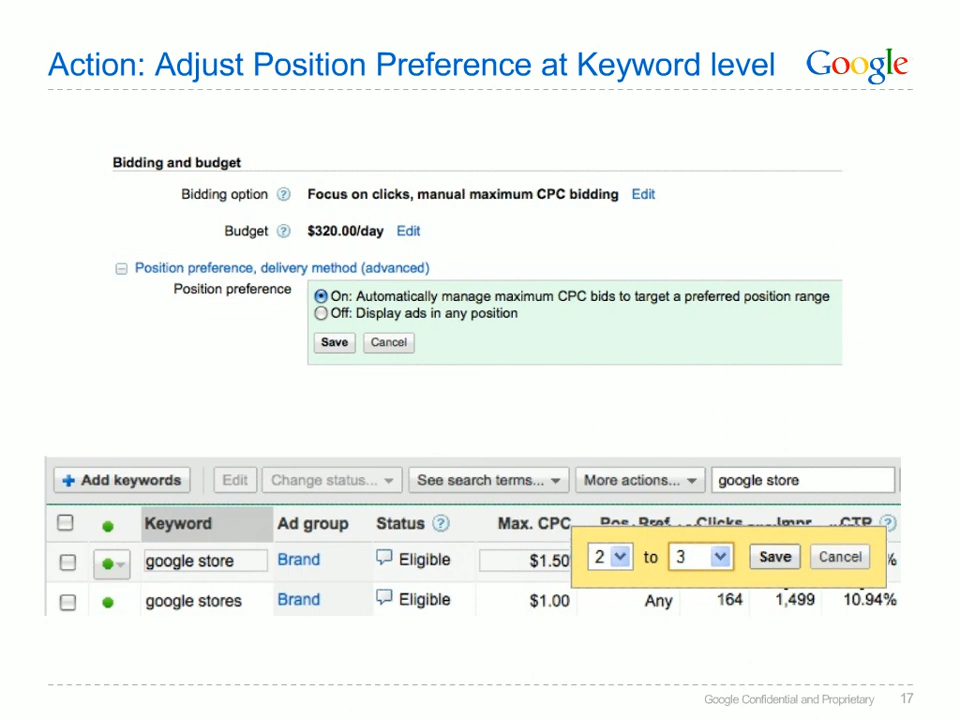 Action: Adjust Position Preference at Keyword level
Google
Bidding and budget
Bidding option ? Focus on clicks, manual maximum CPC bidding Edit
Budget ? $320.00/day Edit
Position preference, delivery method (advanced)
Position preference
On: Automatically manage maximum CPC bids to target a preferred position range
Off: Display ads in any position
Save Cancel
Add keywords Edit Change status... See search terms... More actions... google store
Keyword Ad group Status ? Max. CPC Pos. Pref. Clicks Impr. CTR ?
google store Brand Eligible $1.50 2 to 3 Save Cancel %
google stores Brand Eligible $1.00 Any 164 1,499 10.94%
Google Confidential and Proprietary 17